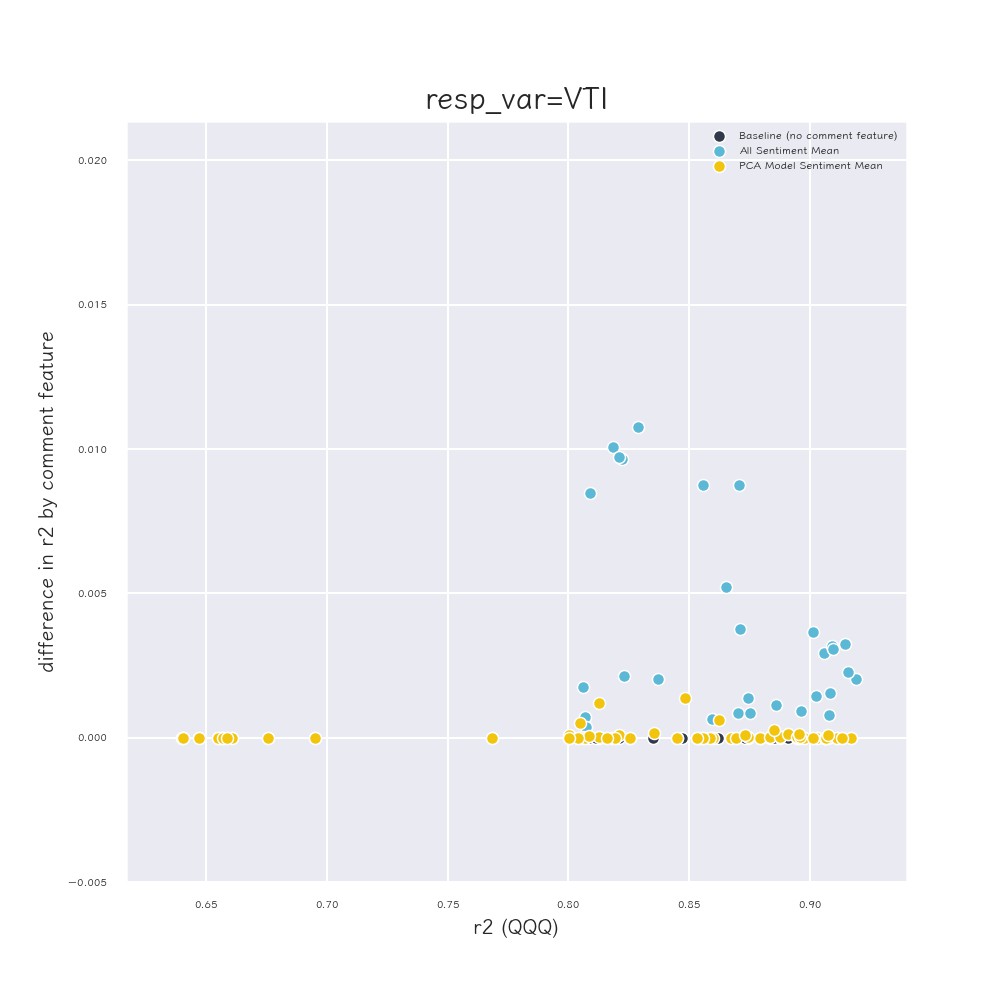 resp_var=VTI
Baseline (no comment feature)
All Sentiment Mean
PCA Model Sentiment Mean
difference in r2 by comment feature
0.020
0.015
0.010
0.005
0.000
−0.005
0.65 0.70 0.75 0.80 0.85 0.90
r2 (QQQ)